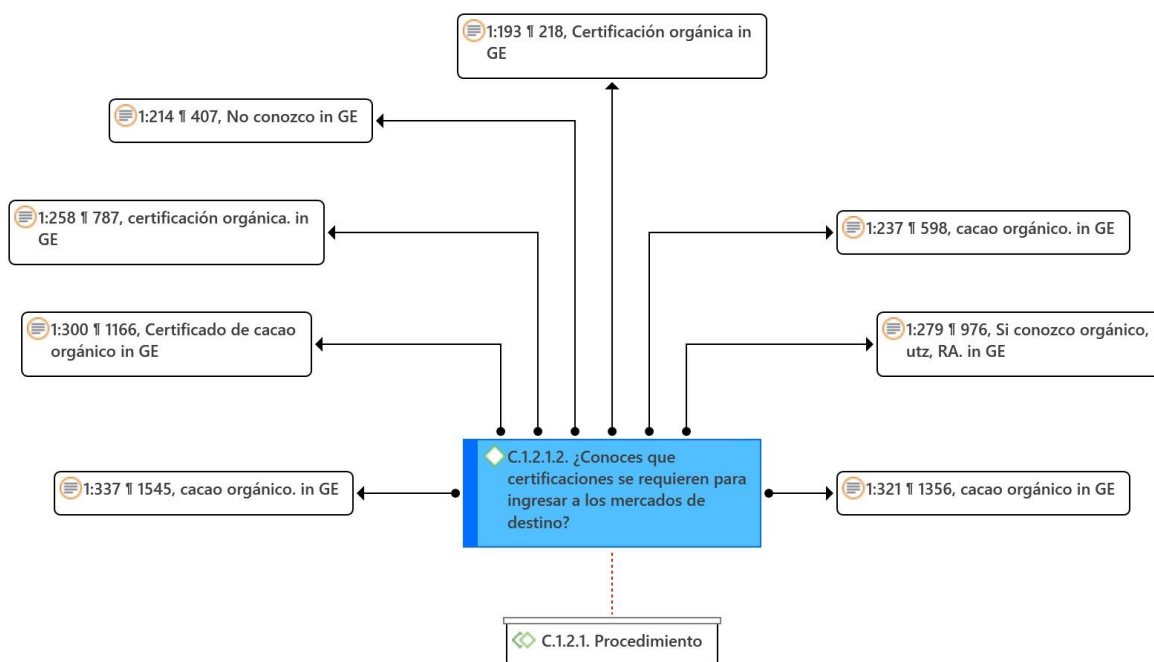 1:193 ¶ 218, Certificación orgánica in
GE
1:214 ¶ 407, No conozco in GE
1:258 ¶ 787, certificación orgánica. in
GE
1:237 ¶ 598, cacao orgánico. in GE
1:300 ¶ 1166, Certificado de cacao
orgánico in GE
1:279 ¶ 976, Si conozco orgánico,
utz, RA. in GE
C.1.2.1.2. ¿Conoces que
certificaciones se requieren para
ingresar a los mercados de
destino?
1:337 ¶ 1545, cacao orgánico. in GE
1:321 ¶ 1356, cacao orgánico in GE
C.1.2.1. Procedimiento